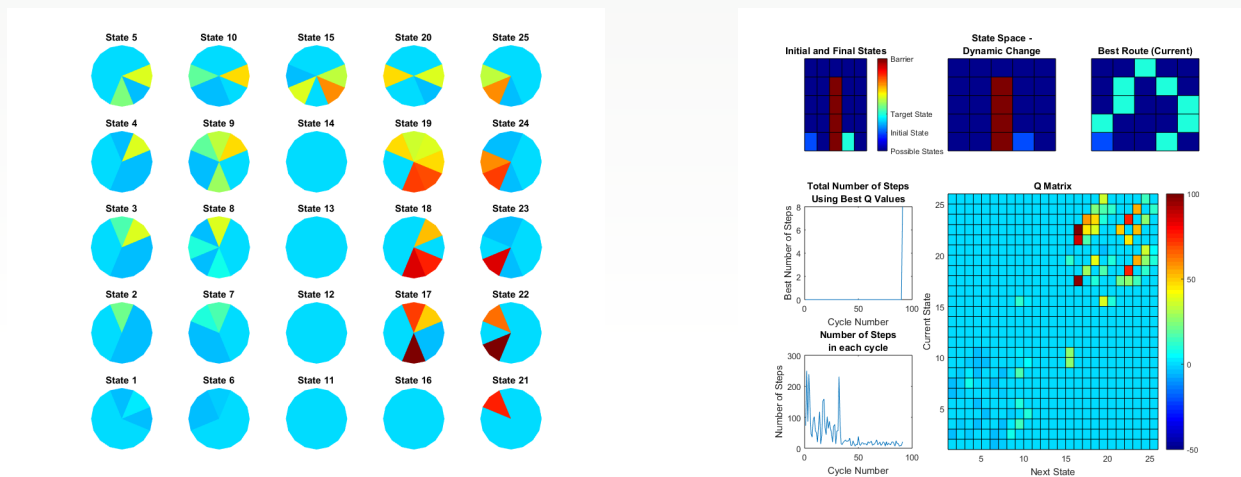 State 5
State 10
State 15
State 20
State 25
State 4
State 9
State 14
State 19
State 24
State 3
State 8
State 13
State 18
State 23
State 2
State 7
State 12
State 17
State 22
State 1
State 6
State 11
State 16
State 21
Initial and Final States
Barrier
Target State
Initial State
Possible States
State Space -
Dynamic Change
Best Route (Current)
Total Number of Steps
Using Best Q Values
8
6
4
2
0
Best Number of Steps
0
50
100
Cycle Number
Number of Steps
in each cycle
300
200
100
0
Number of Steps
0
50
100
Cycle Number
Q Matrix
25
20
15
10
5
Current State
5
10
15
20
25
Next State
100
50
0
-50